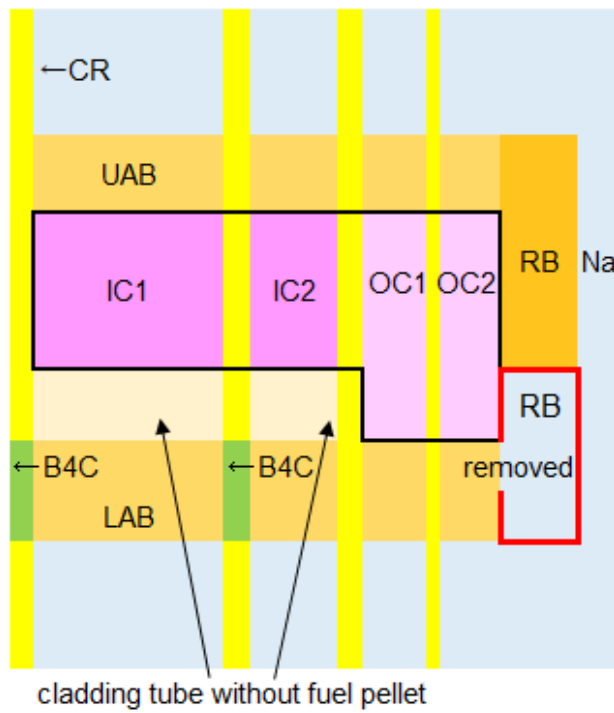 ←CR
UAB
IC1
IC2
OC1
OC2
RB
Na
RB
removed
←B4C
←B4C
LAB
cladding tube without fuel pellet